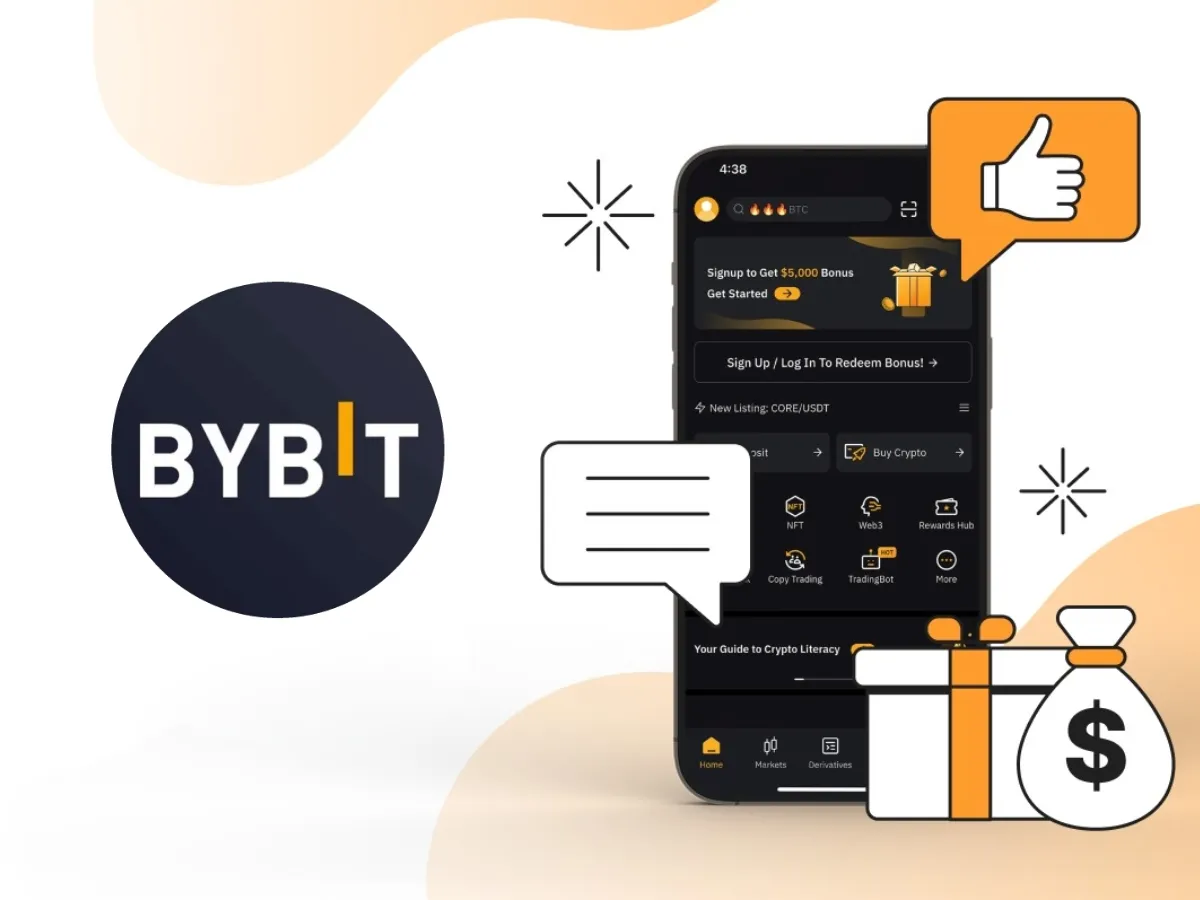 BYBIT
4:38
🔥🔥🔥BTC
Signup to Get $5,000 Bonus
Get Started →
Sign Up / Log In To Redeem Bonus! →
New Listing: CORE/USDT
Buy Crypto
NFT
NFT
Web3
Rewards Hub
HOT
Copy Trading
TradingBot
More
Your Guide to Crypto Literacy
Home
Markets
Derivatives
$